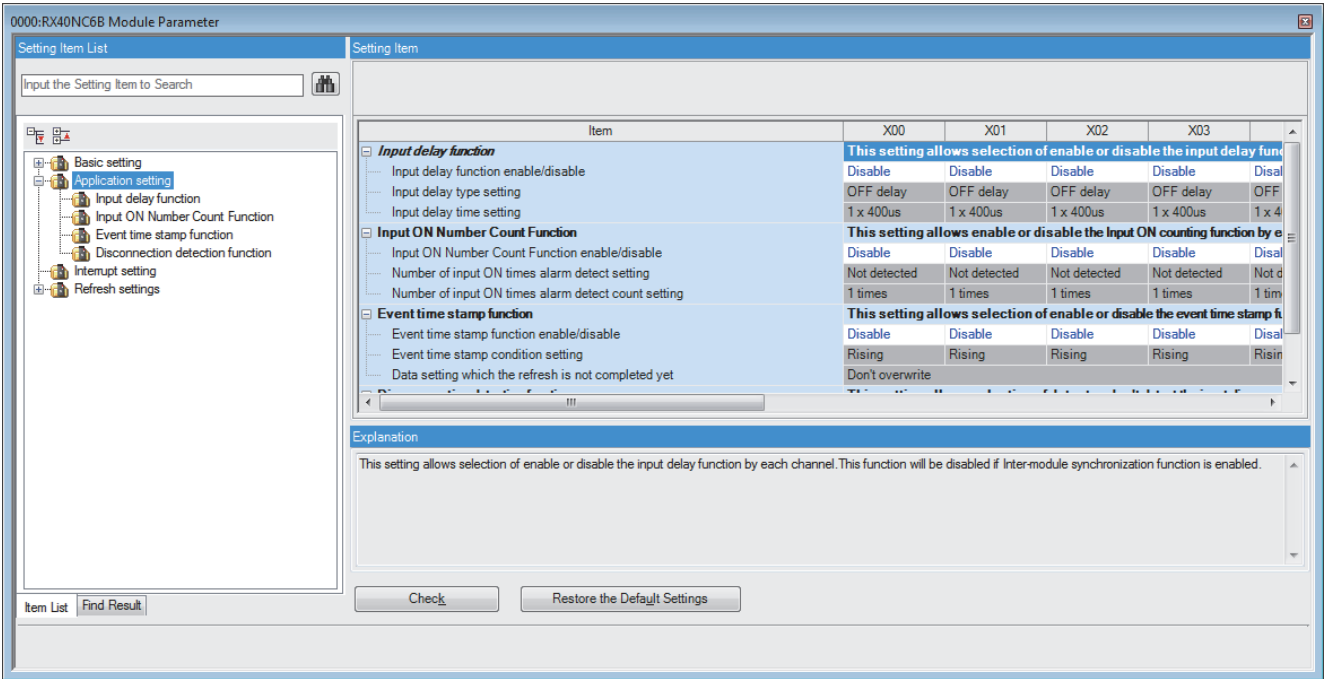 0000:RX40NC6B Module Parameter
Setting Item List
Input the Setting Item to Search
Basic setting
Application setting
Input delay function
Input ON Number Count Function
Event time stamp function
Disconnection detection function
Interrupt setting
Refresh settings
Item List Find Result
Setting Item
Item X00 X01 X02 X03
Input delay function This setting allows selection of enable or disable the input delay func
Input delay function enable/disable Disable Disable Disable Disable Disal
Input delay type setting OFF delay OFF delay OFF delay OFF delay OFF
Input delay time setting 1 x 400us 1 x 400us 1 x 400us 1 x 400us 1 x 4
Input ON Number Count Function This setting allows enable or disable the Input ON counting function by e
Input ON Number Count Function enable/disable Disable Disable Disable Disable Disal
Number of input ON times alarm detect setting Not detected Not detected Not detected Not detected Not d
Number of input ON times alarm detect count setting 1 times 1 times 1 times 1 times 1 tim
Event time stamp function This setting allows selection of enable or disable the event time stamp fu
Event time stamp function enable/disable Disable Disable Disable Disable Disal
Event time stamp condition setting Rising Rising Rising Rising Risin
Data setting which the refresh is not completed yet Don't overwrite
Explanation
This setting allows selection of enable or disable the input delay function by each channel.This function will be disabled if Inter-module synchronization function is enabled.
Check Restore the Default Settings